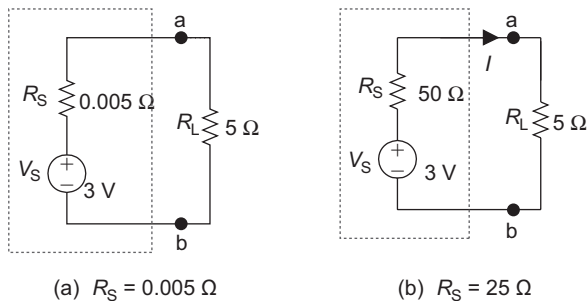 a
R_S 0.005 Ω
R_L 5 Ω
V_S + − 3 V
b
(a) R_S = 0.005 Ω
a
I
R_S 50 Ω
R_L 5 Ω
V_S + − 3 V
b
(b) R_S = 25 Ω